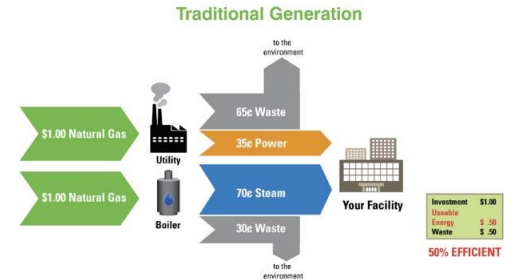 Traditional Generation
to the
environment
65¢ Waste
$1.00 Natural Gas
35¢ Power
Utility
$1.00 Natural Gas
70¢ Steam
Your Facility
Boiler
30¢ Waste
to the
environment
Investment $1.00
Useable
Energy $ .50
Waste $ .50
50% EFFICIENT